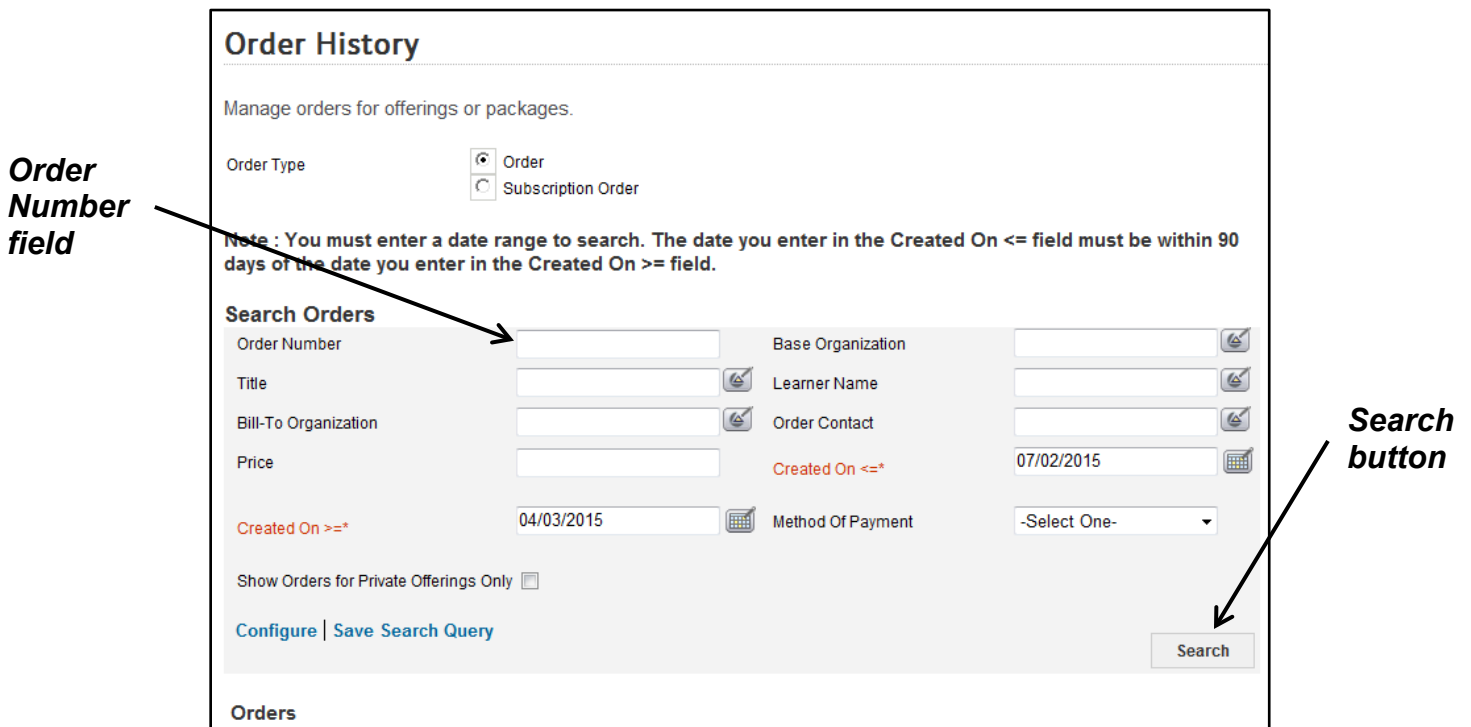 Order History
Manage orders for offerings or packages.
Order
Number
field
Order Type
Order
Subscription Order
Note : You must enter a date range to search. The date you enter in the Created On <= field must be within 90
days of the date you enter in the Created On >= field.
Search Orders
Order Number
Base Organization
Title
Learner Name
Bill-To Organization
Order Contact
Search
button
Price
Created On <=*
07/02/2015
Created On >=*
04/03/2015
Method Of Payment
-Select One-
Show Orders for Private Offerings Only
Configure | Save Search Query
Search
Orders